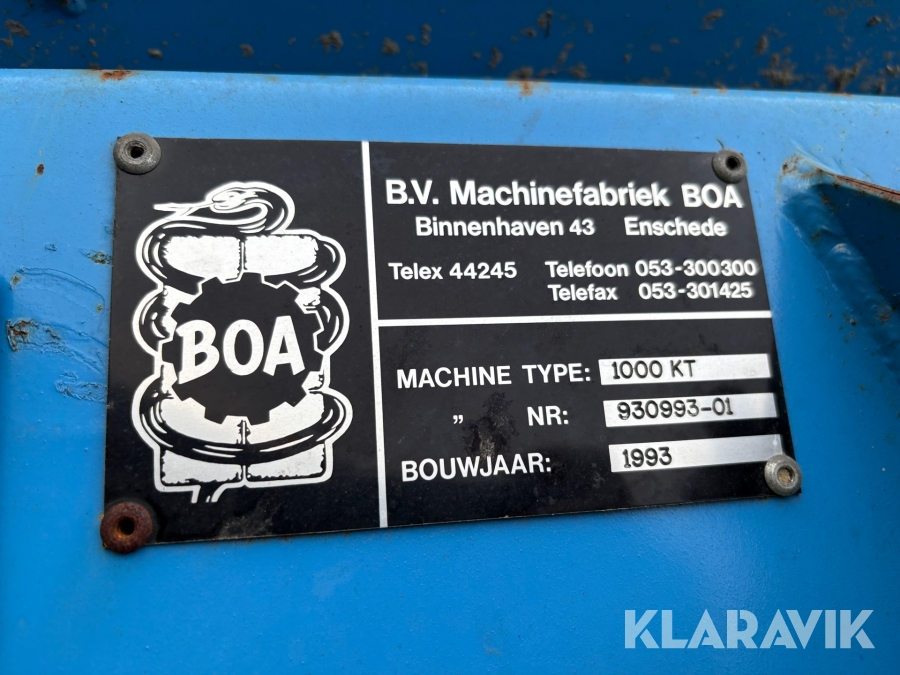 BOA
B.V. Machinefabriek BOA
Binnenhaven 43 Enschede
Telex 44245 Telefoon 053-300300
Telefax 053-301425
MACHINE TYPE: 1000 KT
„ NR: 930993-01
BOUWJAAR: 1993
KLARAVIK